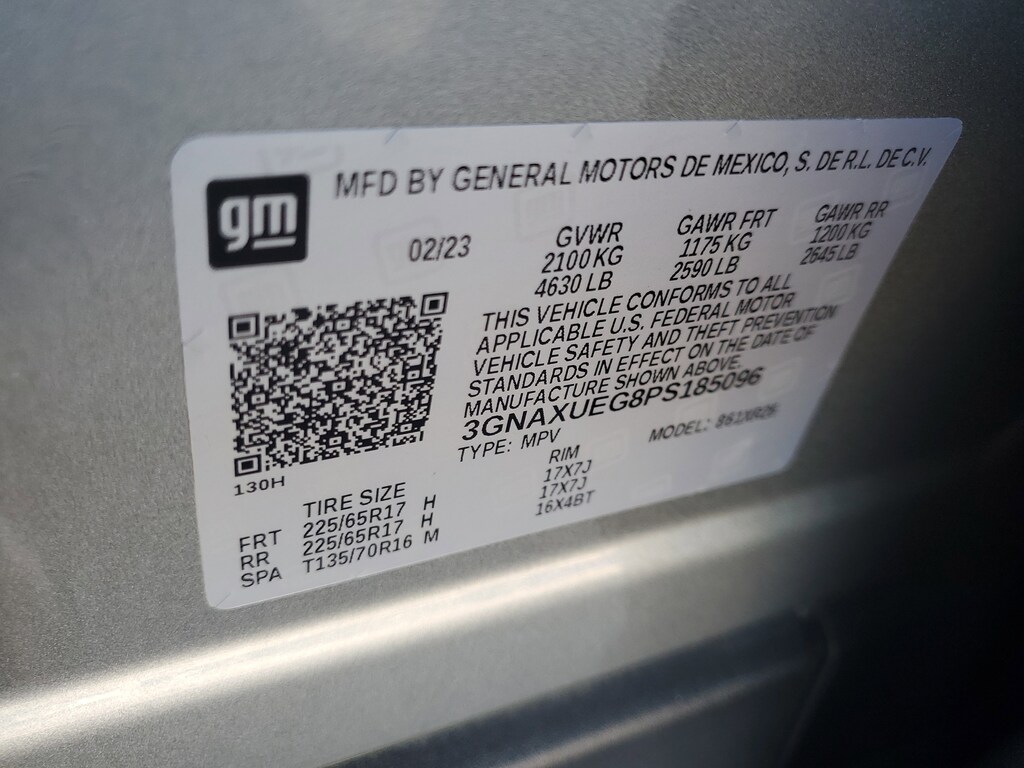 gm
MFD BY GENERAL MOTORS DE MEXICO, S. DE R.L. DE C.V.
02/23
GVWR
2100 KG
4630 LB
GAWR FRT
1175 KG
2590 LB
GAWR RR
1200 KG
2645 LB
THIS VEHICLE CONFORMS TO ALL
APPLICABLE U.S. FEDERAL MOTOR
VEHICLE SAFETY AND THEFT PREVENTION
STANDARDS IN EFFECT ON THE DATE OF
MANUFACTURE SHOWN ABOVE.
3GNAXUEG8PS185096
TYPE: MPV
MODEL:
130H
TIRE SIZE
RIM
FRT 225/65R17 H 17X7J
RR 225/65R17 H 17X7J
SPA T135/70R16 M 16X4BT